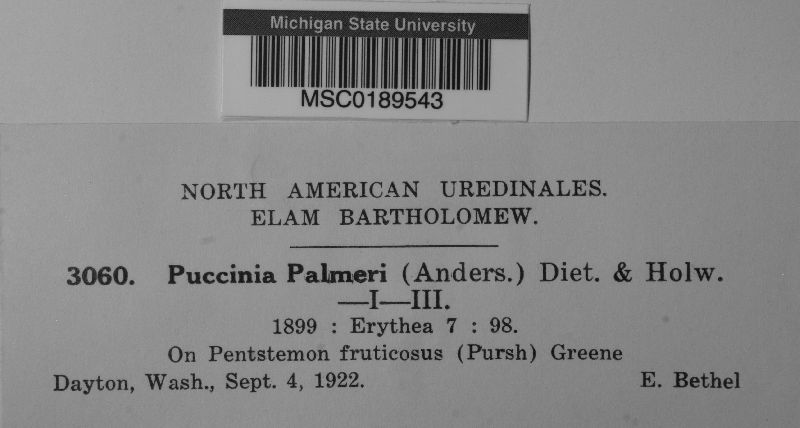 Michigan State University
MSC0189543
NORTH AMERICAN UREDINALES.
ELAM BARTHOLOMEW.
3060. Puccinia Palmeri (Anders.) Diet. & Holw.
—I—III.
1899 : Erythea 7 : 98.
On Pentstemon fruticosus (Pursh) Greene
Dayton, Wash., Sept. 4, 1922. E. Bethel